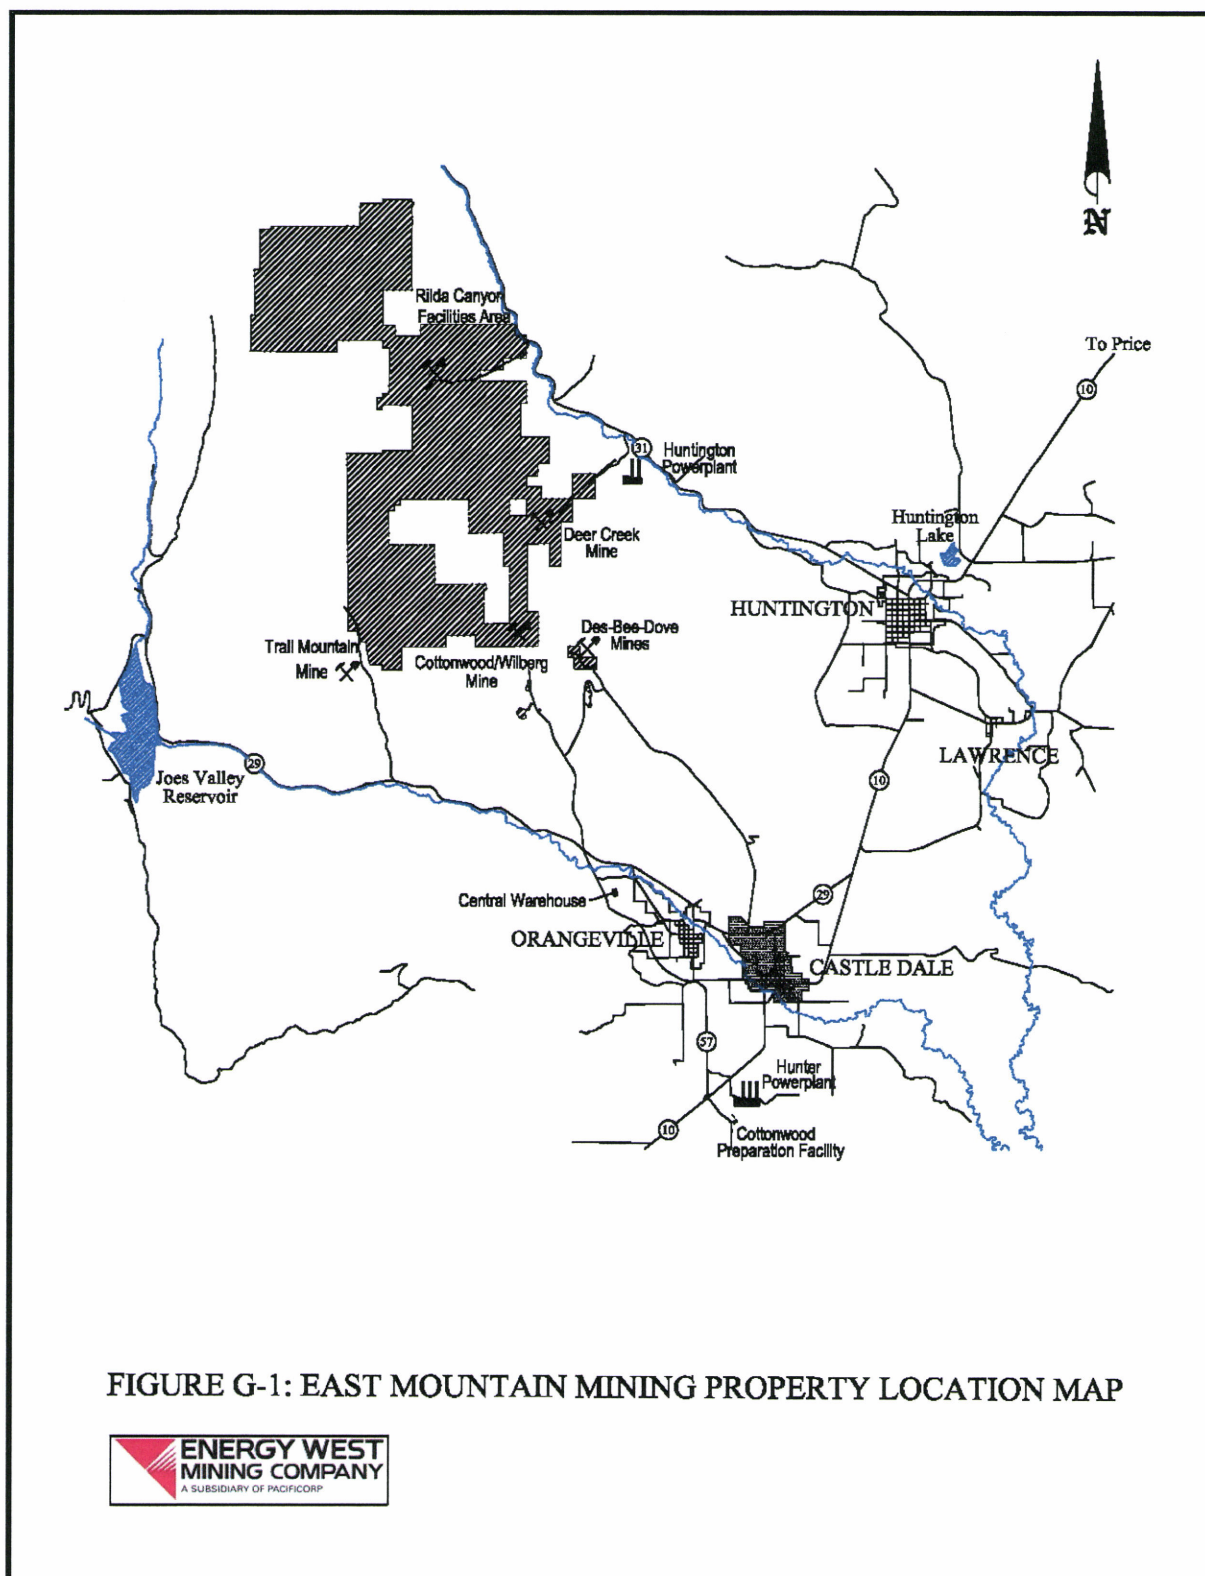 N
Rilda Canyon
Facilities Area
To Price
10
31
Huntington
Powerplant
Huntington
Lake
Deer Creek
Mine
HUNTINGTON
Des-Bee-Dove
Mines
Trail Mountain
Mine
Cottonwood/Wilberg
Mine
LAWRENCE
29
Joes Valley
Reservoir
10
29
Central Warehouse
ORANGEVILLE
CASTLE DALE
57
Hunter
Powerplant
10
Cottonwood
Preparation Facility
FIGURE G-1: EAST MOUNTAIN MINING PROPERTY LOCATION MAP
ENERGY WEST
MINING COMPANY
A SUBSIDIARY OF PACIFICORP